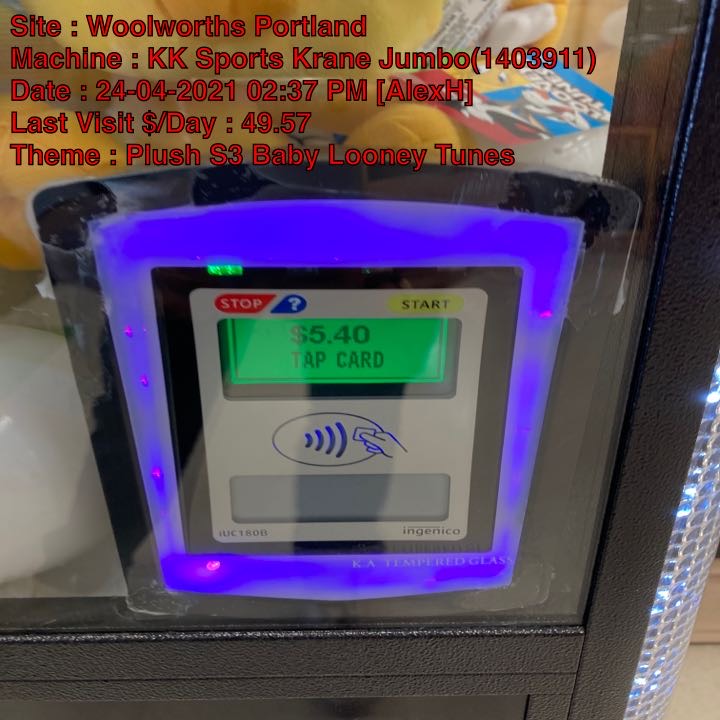 Site : Woolworths Portland
Machine : KK Sports Krane Jumbo(1403911)
Date : 24-04-2021 02:37 PM [AlexH]
Last Visit $/Day : 49.57
Theme : Plush S3 Baby Looney Tunes
STOP ? START
$5.40
TAP CARD
iUC180B ingenico
K.A TEMPERED GLASS